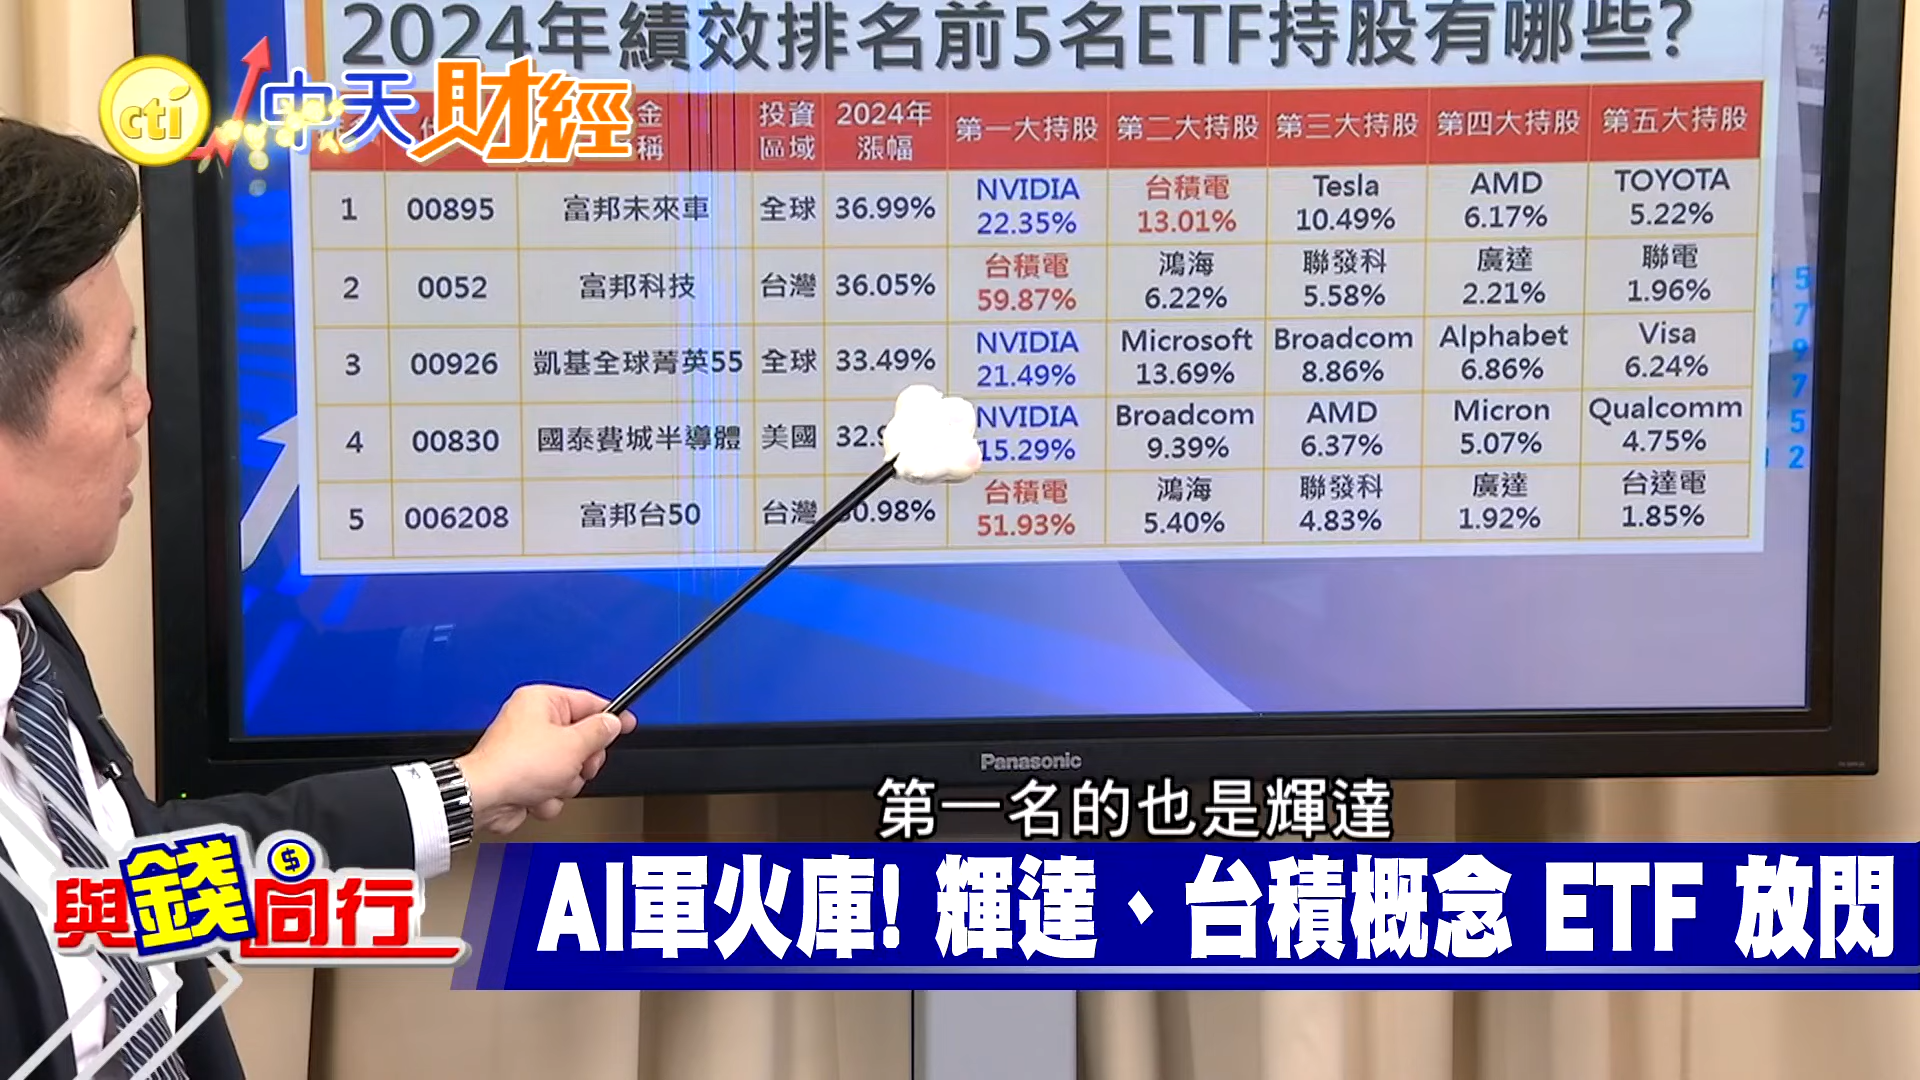 2024年績效排名前5名ETF持股有哪些?
cti 中天財經
金 稱 投資區域 2024年漲幅 第一大持股 第二大持股 第三大持股 第四大持股 第五大持股
1 00895 富邦未來車 全球 36.99% NVIDIA 22.35% 台積電 13.01% Tesla 10.49% AMD 6.17% TOYOTA 5.22%
2 0052 富邦科技 台灣 36.05% 台積電 59.87% 鴻海 6.22% 聯發科 5.58% 廣達 2.21% 聯電 1.96%
3 00926 凱基全球菁英55 全球 33.49% NVIDIA 21.49% Microsoft 13.69% Broadcom 8.86% Alphabet 6.86% Visa 6.24%
4 00830 國泰費城半導體 美國 32. NVIDIA 15.29% Broadcom 9.39% AMD 6.37% Micron 5.07% Qualcomm 4.75%
5 006208 富邦台50 台灣 30.98% 台積電 51.93% 鴻海 5.40% 聯發科 4.83% 廣達 1.92% 台達電 1.85%
Panasonic
第一名的也是輝達
與錢同行
AI軍火庫! 輝達、台積概念 ETF 放閃